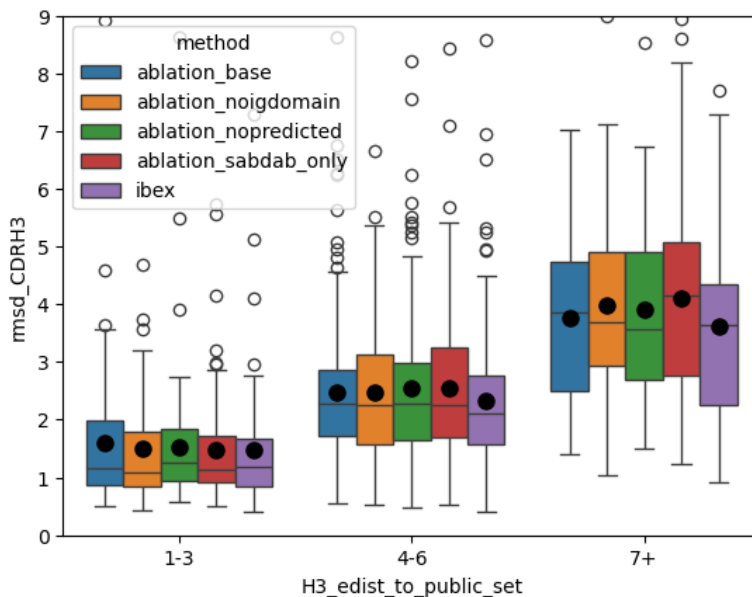 9
8
7
6
5
4
3
2
1
0
rmsd_CDRH3
method
ablation_base
ablation_noigdomain
ablation_nopredicted
ablation_sabdab_only
ibex
1-3
4-6
7+
H3_edist_to_public_set